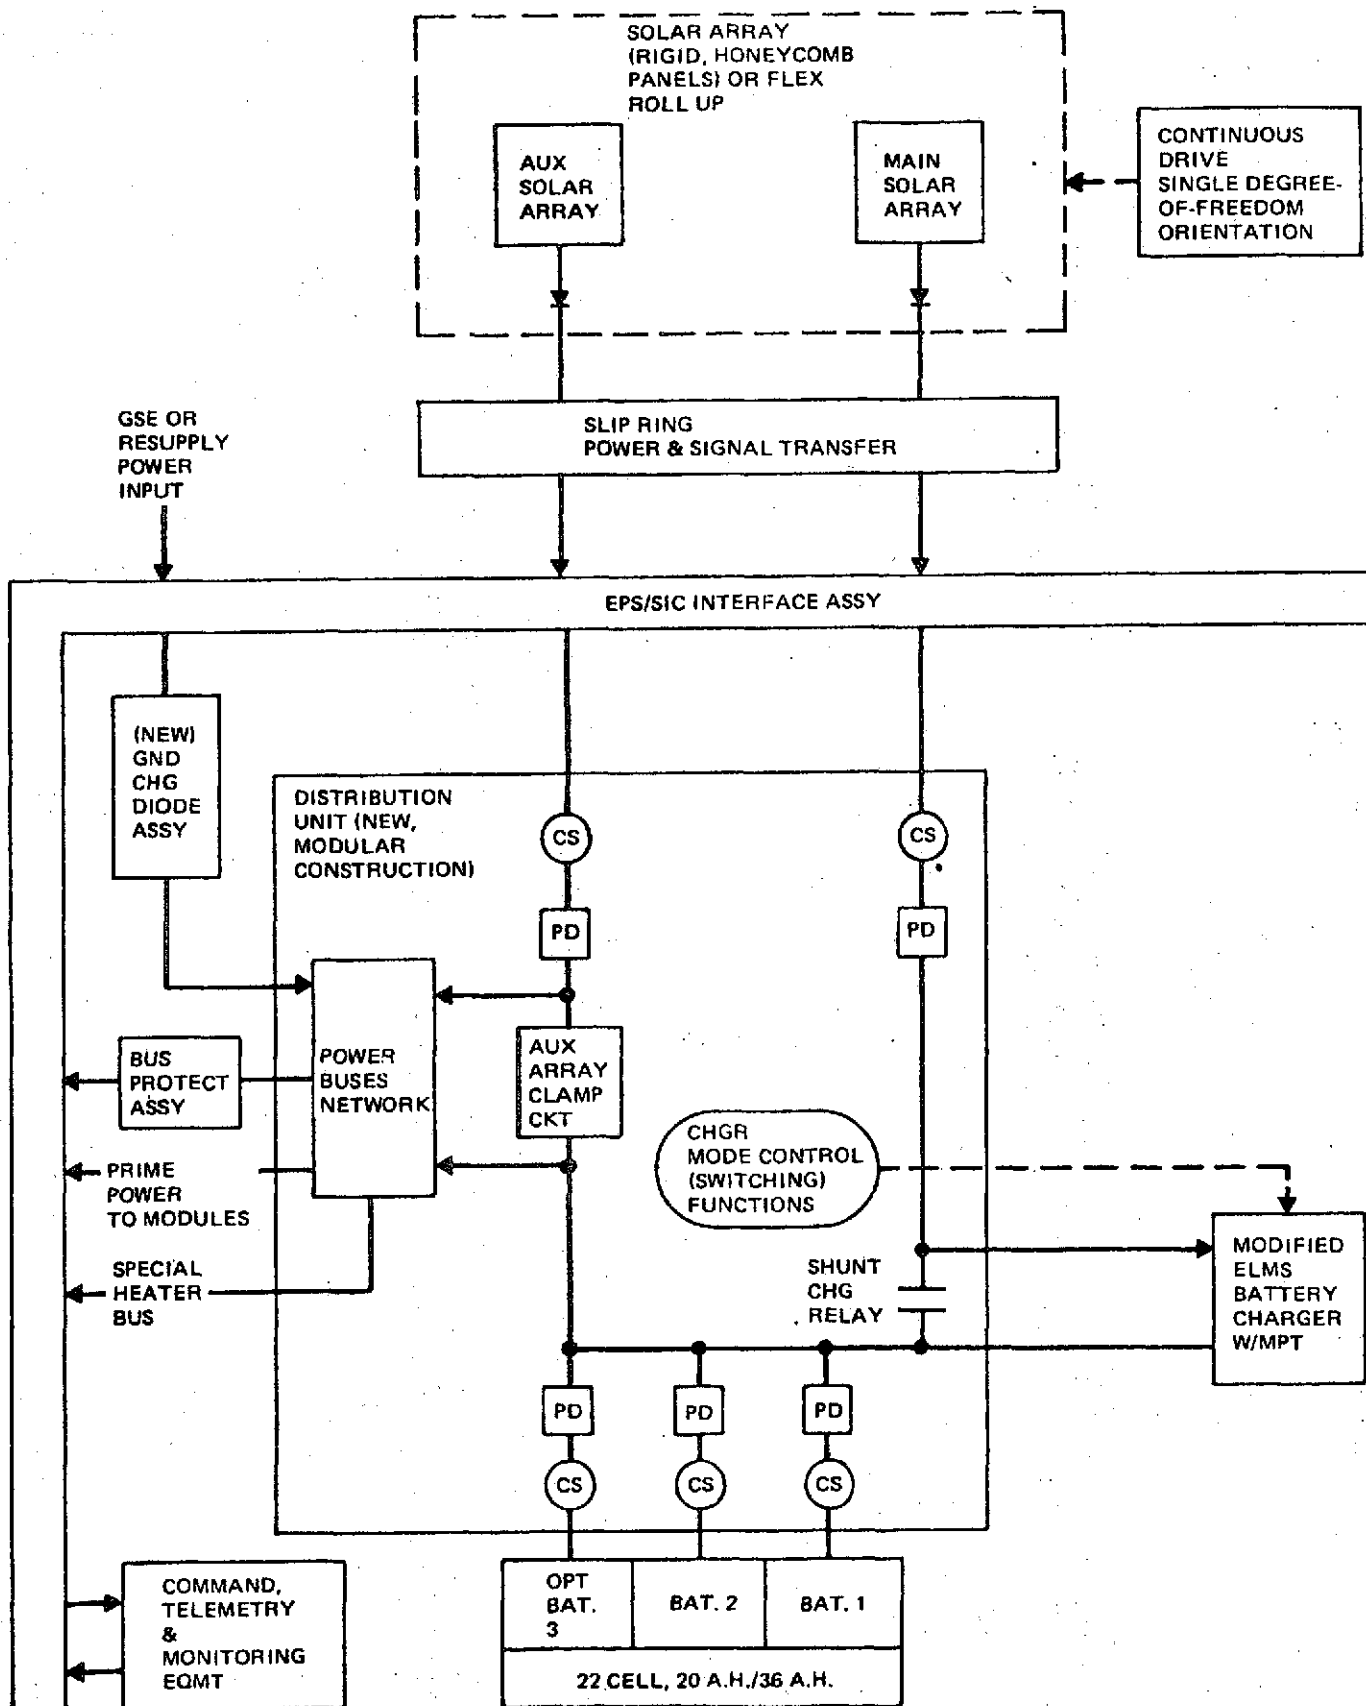 SOLAR ARRAY
(RIGID, HONEYCOMB
PANELS) OR FLEX
ROLL UP
AUX
SOLAR
ARRAY
MAIN
SOLAR
ARRAY
CONTINUOUS
DRIVE
SINGLE DEGREE-
OF-FREEDOM
ORIENTATION
SLIP RING
POWER & SIGNAL TRANSFER
GSE OR
RESUPPLY
POWER
INPUT
EPS/SIC INTERFACE ASSY
(NEW)
GND
CHG
DIODE
ASSY
DISTRIBUTION
UNIT (NEW,
MODULAR
CONSTRUCTION)
CS
CS
PD
PD
POWER
BUSES
NETWORK
AUX
ARRAY
CLAMP
CKT
BUS
PROTECT
ASSY
CHGR
MODE CONTROL
(SWITCHING)
FUNCTIONS
PRIME
POWER
TO MODULES
SPECIAL
HEATER
BUS
SHUNT
CHG
RELAY
MODIFIED
ELMS
BATTERY
CHARGER
W/MPT
PD
PD
PD
CS
CS
CS
COMMAND,
TELEMETRY
&
MONITORING
EQMT
OPT
BAT.
3
BAT. 2
BAT. 1
22 CELL, 20 A.H./36 A.H.